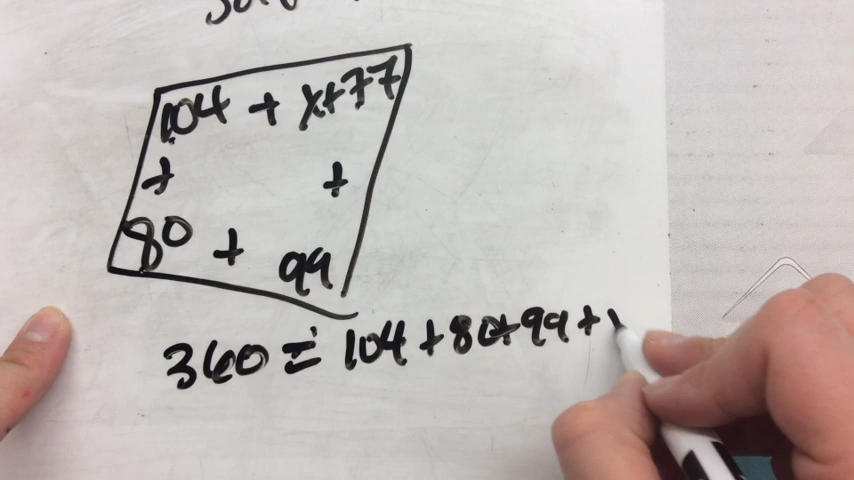 104 + x+77
+ +
80 + 99
360 = 104 + 80+99+